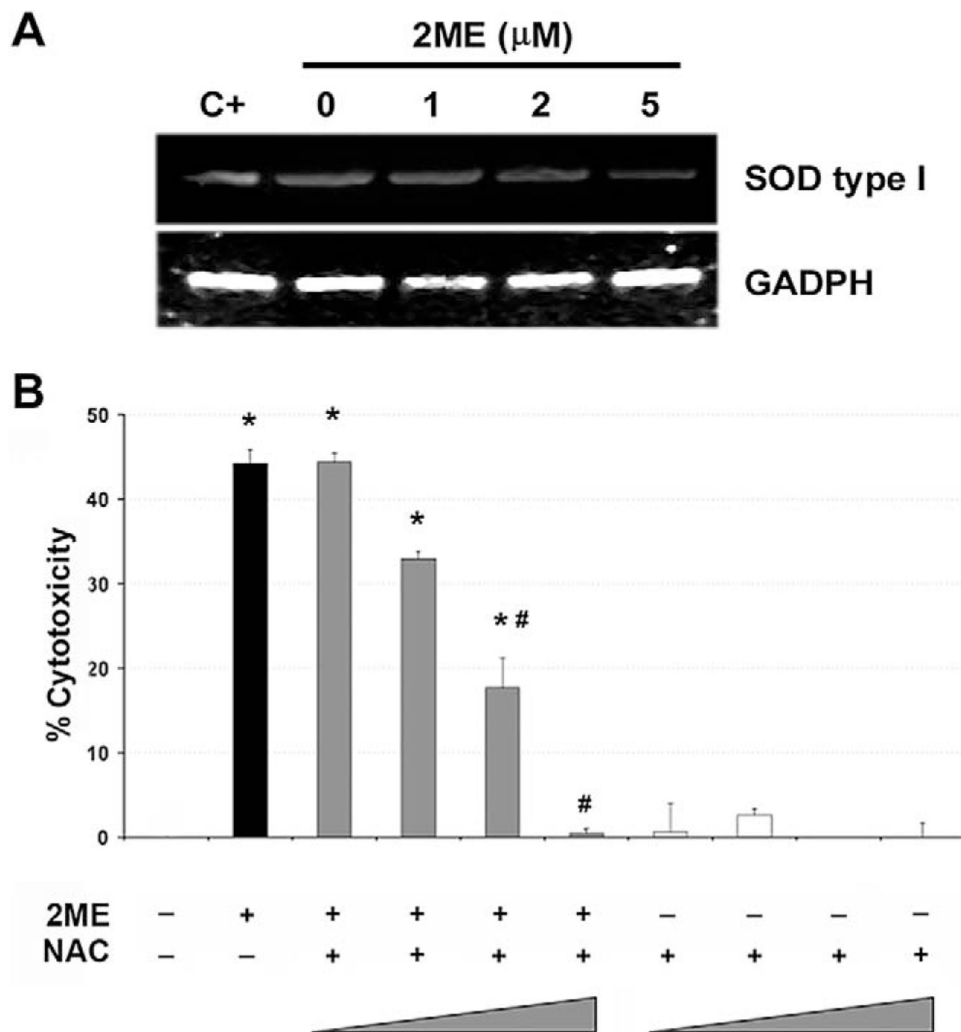 A
2ME (μM)
C+ 0 1 2 5
SOD type I
GADPH
B
% Cytotoxicity
50
40
30
20
10
0
* * * * # #
2ME – + + + + + – – – –
NAC – – + + + + + + + +